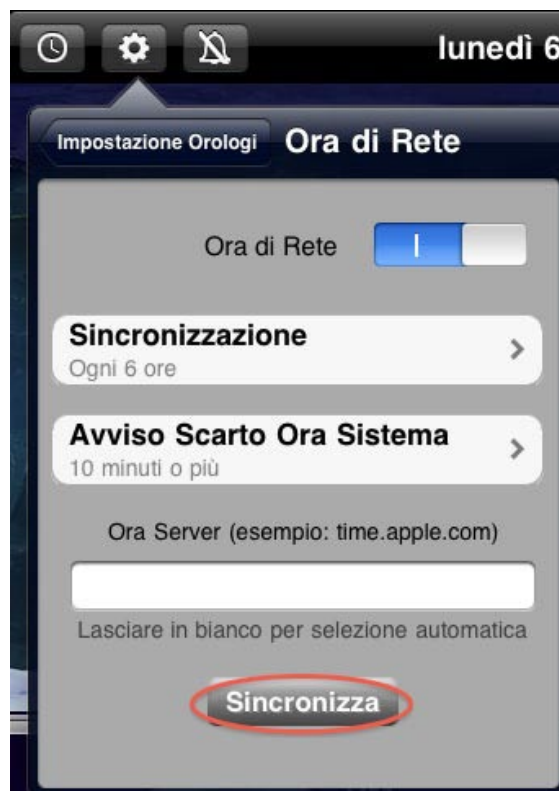 lunedì 6
Impostazione Orologi Ora di Rete
Ora di Rete
Sincronizzazione
Ogni 6 ore
Avviso Scarto Ora Sistema
10 minuti o più
Ora Server (esempio: time.apple.com)
Lasciare in bianco per selezione automatica
Sincronizza